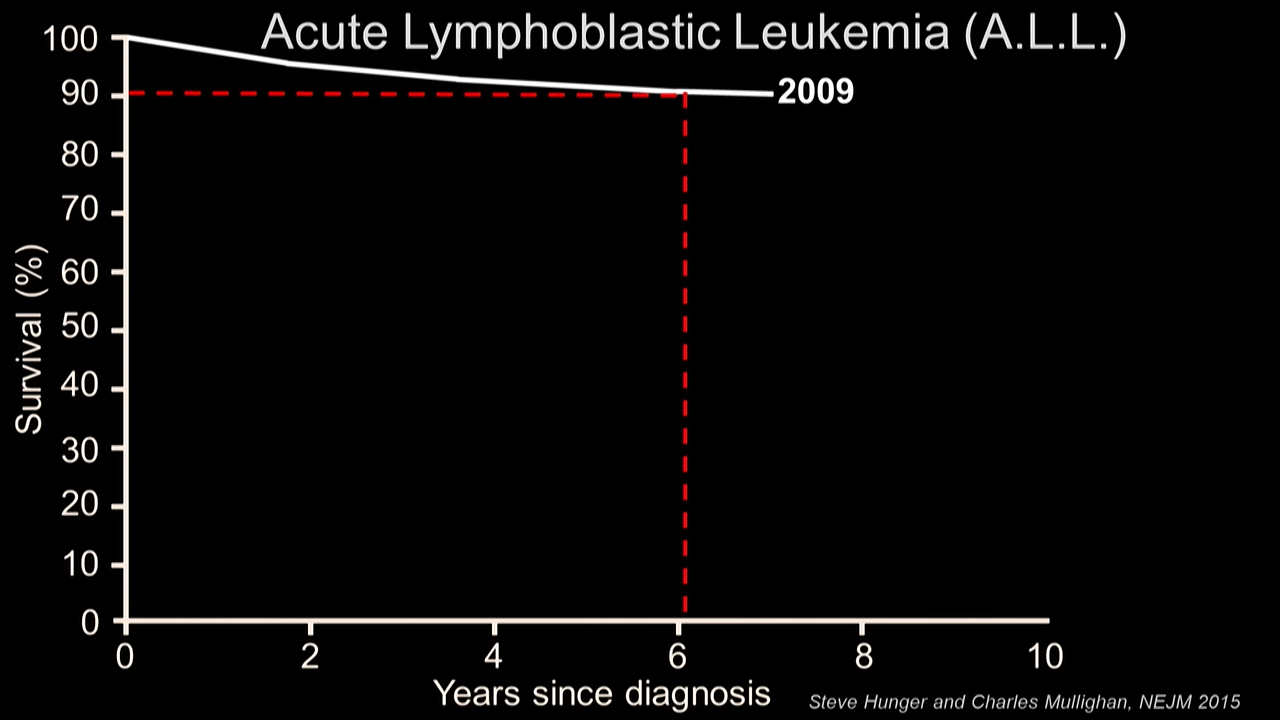 Acute Lymphoblastic Leukemia (A.L.L.)
100
90
80
70
60
50
40
30
20
10
0
Survival (%)
2009
0 2 4 6 8 10
Years since diagnosis
Steve Hunger and Charles Mullighan, NEJM 2015